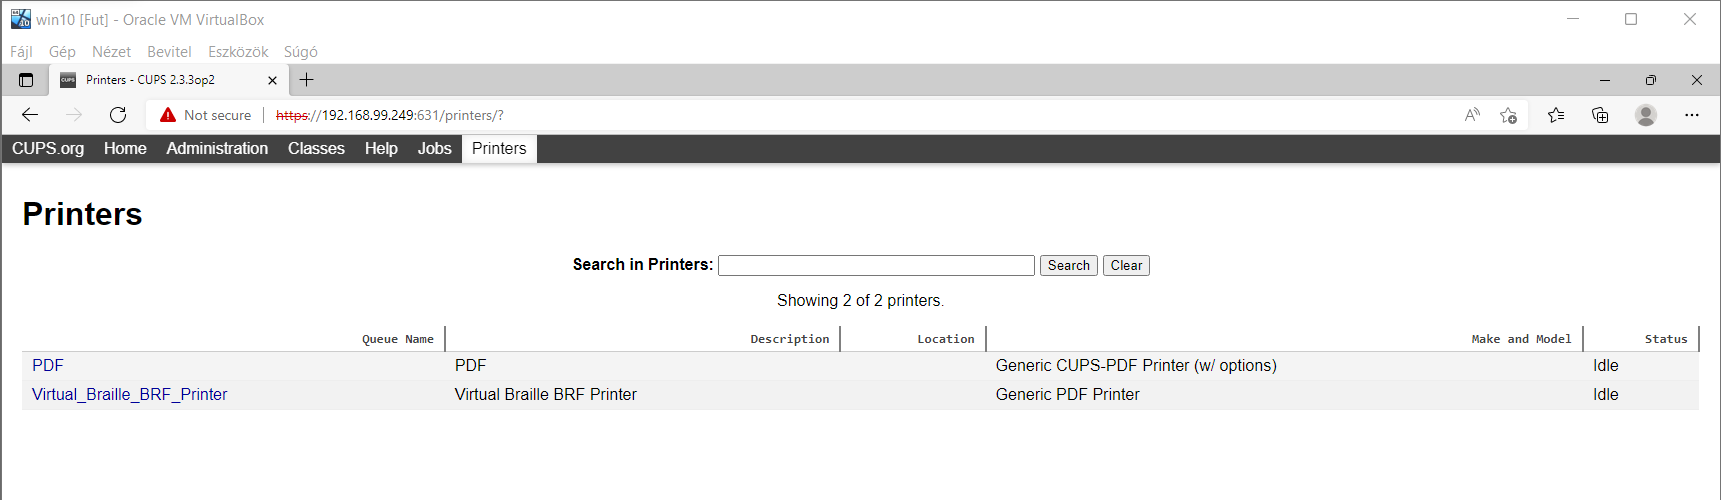 win10 [Fut] - Oracle VM VirtualBox
Fájl Gép Nézet Bevitel Eszközök Súgó
Printers - CUPS 2.3.3op2
Not secure https://192.168.99.249:631/printers/?
CUPS.org Home Administration Classes Help Jobs Printers
Printers
Search in Printers: Search Clear
Showing 2 of 2 printers.
Queue Name Description Location Make and Model Status
PDF PDF Generic CUPS-PDF Printer (w/ options) Idle
Virtual_Braille_BRF_Printer Virtual Braille BRF Printer Generic PDF Printer Idle